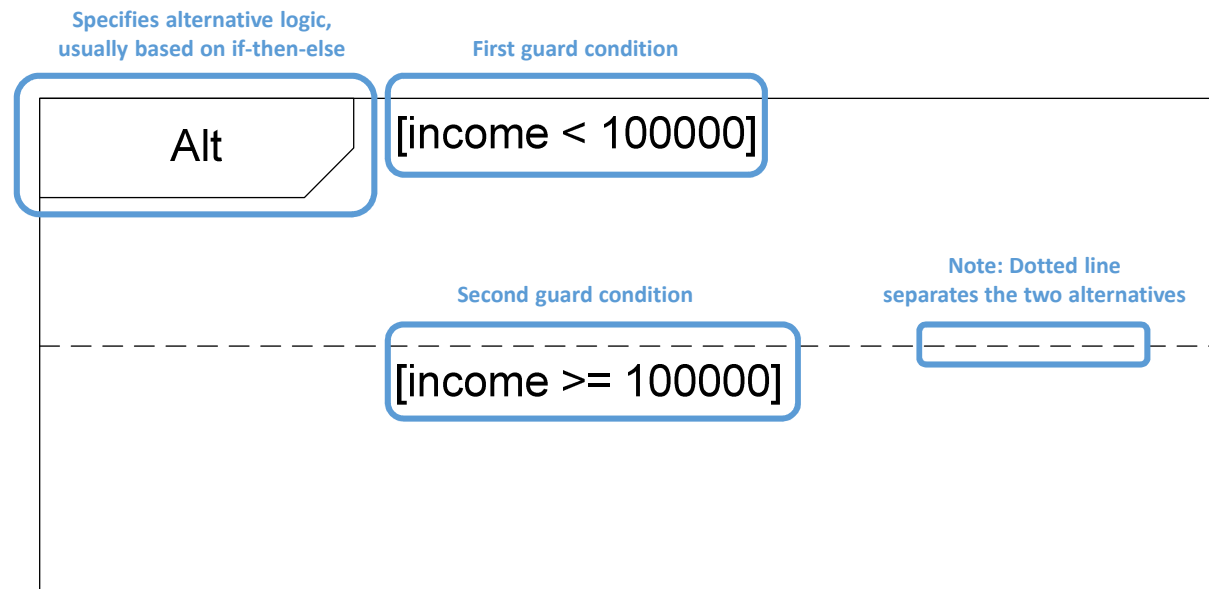 Specifies alternative logic,
usually based on if-then-else
First guard condition
Alt
[income < 100000]
Note: Dotted line
separates the two alternatives
Second guard condition
[income >= 100000]